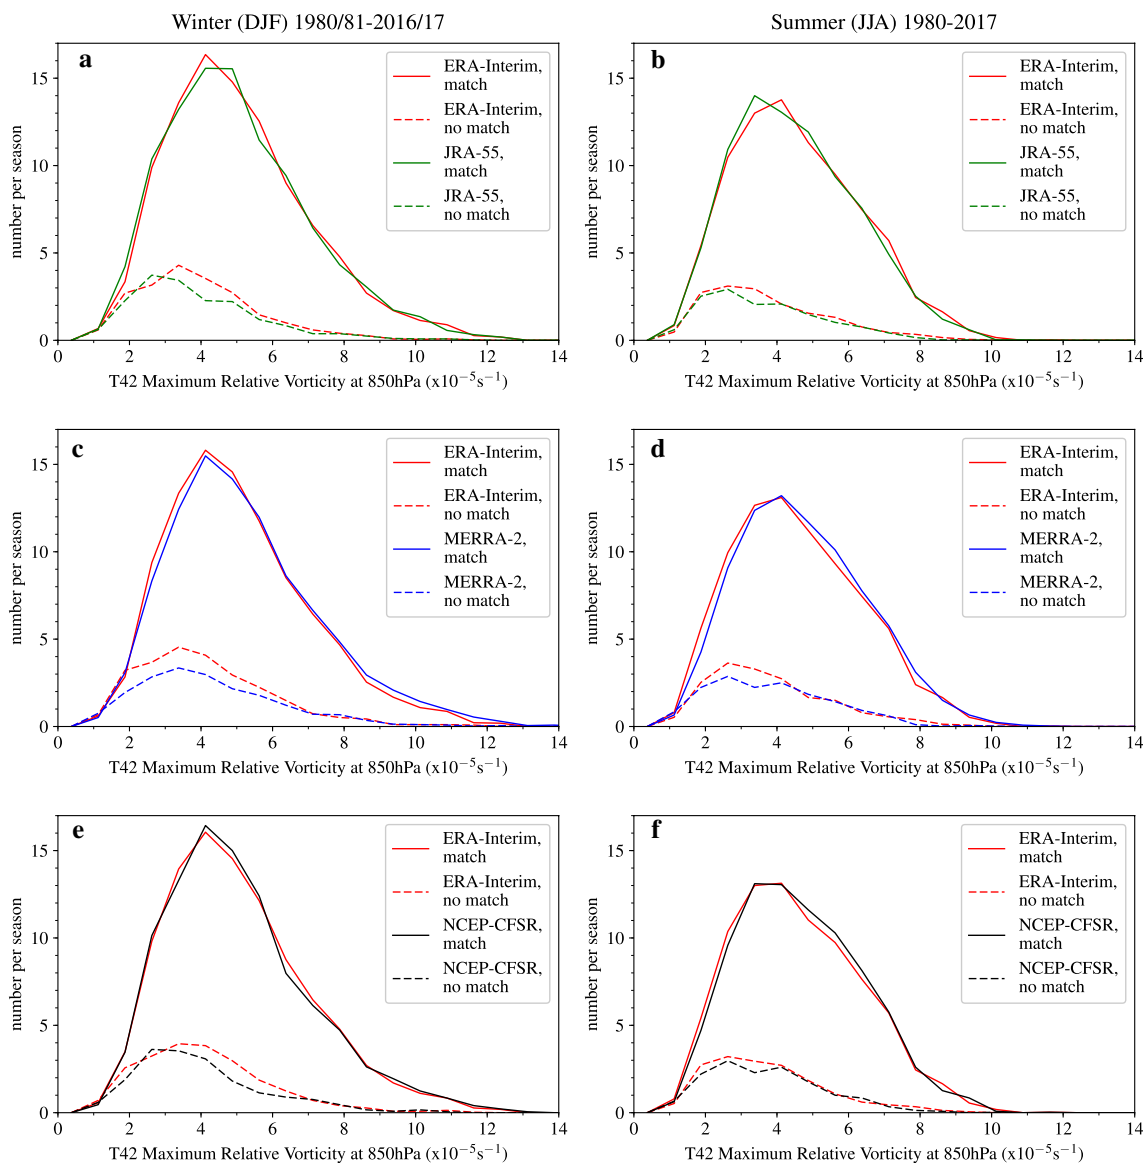 Winter (DJF) 1980/81-2016/17
Summer (JJA) 1980-2017
a
ERA-Interim,
match
ERA-Interim,
no match
JRA-55,
match
JRA-55,
no match
number per season
15
10
5
0
0 2 4 6 8 10 12 14
T42 Maximum Relative Vorticity at 850hPa (x10⁻⁵s⁻¹)
b
ERA-Interim,
match
ERA-Interim,
no match
JRA-55,
match
JRA-55,
no match
number per season
15
10
5
0
0 2 4 6 8 10 12 14
T42 Maximum Relative Vorticity at 850hPa (x10⁻⁵s⁻¹)
c
ERA-Interim,
match
ERA-Interim,
no match
MERRA-2,
match
MERRA-2,
no match
number per season
15
10
5
0
0 2 4 6 8 10 12 14
T42 Maximum Relative Vorticity at 850hPa (x10⁻⁵s⁻¹)
d
ERA-Interim,
match
ERA-Interim,
no match
MERRA-2,
match
MERRA-2,
no match
number per season
15
10
5
0
0 2 4 6 8 10 12 14
T42 Maximum Relative Vorticity at 850hPa (x10⁻⁵s⁻¹)
e
ERA-Interim,
match
ERA-Interim,
no match
NCEP-CFSR,
match
NCEP-CFSR,
no match
number per season
15
10
5
0
0 2 4 6 8 10 12 14
T42 Maximum Relative Vorticity at 850hPa (x10⁻⁵s⁻¹)
f
ERA-Interim,
match
ERA-Interim,
no match
NCEP-CFSR,
match
NCEP-CFSR,
no match
number per season
15
10
5
0
0 2 4 6 8 10 12 14
T42 Maximum Relative Vorticity at 850hPa (x10⁻⁵s⁻¹)